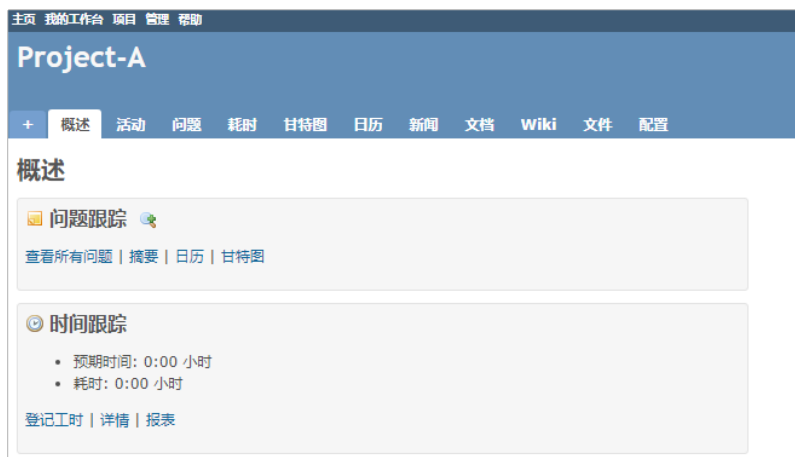 主页 我的工作台 项目 管理 帮助
Project-A
+ 概述 活动 问题 耗时 甘特图 日历 新闻 文档 Wiki 文件 配置
概述
问题跟踪
查看所有问题 | 摘要 | 日历 | 甘特图
时间跟踪
• 预期时间: 0:00 小时
• 耗时: 0:00 小时
登记工时 | 详情 | 报表